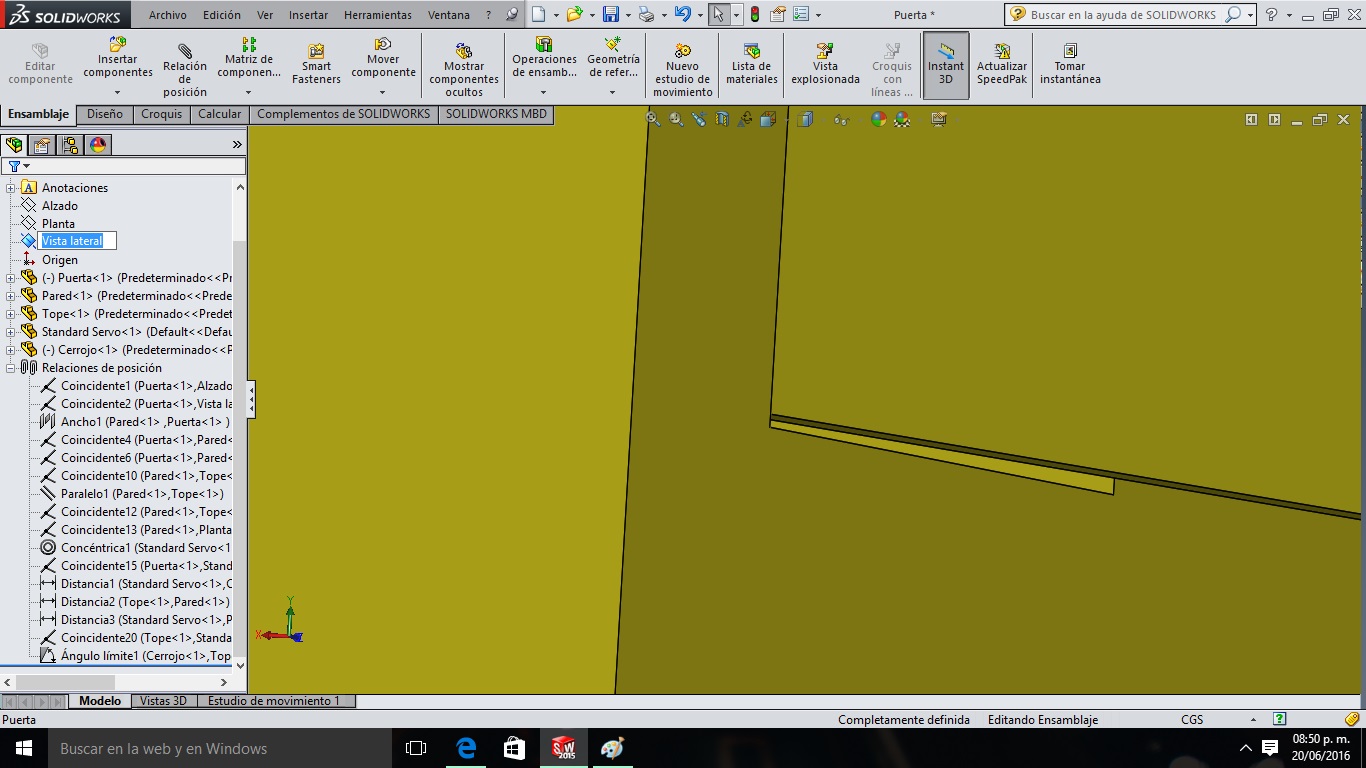 SOLIDWORKS
Archivo Edición Ver Insertar Herramientas Ventana ?
Puerta *
Buscar en la ayuda de SOLIDWORKS
Editar componente
Insertar componentes
Relación de posición
Matriz de componen...
Smart Fasteners
Mover componente
Mostrar componentes ocultos
Operaciones de ensamb...
Geometría de refer...
Nuevo estudio de movimiento
Lista de materiales
Vista explosionada
Croquis con líneas ...
Instant 3D
Actualizar SpeedPak
Tomar instantánea
Ensamblaje Diseño Croquis Calcular Complementos de SOLIDWORKS SOLIDWORKS MBD
Anotaciones
Alzado
Planta
Vista lateral
Origen
(-) Puerta<1> (Predeterminado<<Pr
Pared<1> (Predeterminado<<Prede
Tope<1> (Predeterminado<<Predet
Standard Servo<1> (Default<<Defau
(-) Cerrojo<1> (Predeterminado<<P
Relaciones de posición
Coincidente1 (Puerta<1>,Alzado
Coincidente2 (Puerta<1>,Vista la
Ancho1 (Pared<1> ,Puerta<1> )
Coincidente4 (Puerta<1>,Pared<
Coincidente6 (Puerta<1>,Pared<
Coincidente10 (Pared<1>,Tope<
Paralelo1 (Pared<1>,Tope<1>)
Coincidente12 (Pared<1>,Tope<
Coincidente13 (Pared<1>,Planta
Concéntrica1 (Standard Servo<1
Coincidente15 (Puerta<1>,Stand
Distancia1 (Standard Servo<1>,C
Distancia2 (Tope<1>,Pared<1>)
Distancia3 (Standard Servo<1>,P
Coincidente20 (Tope<1>,Standa
Ángulo límite1 (Cerrojo<1>,Top
Y
X
Z
Modelo Vistas 3D Estudio de movimiento 1
Puerta Completamente definida Editando Ensamblaje CGS
Buscar en la web y en Windows
08:50 p. m.
20/06/2016